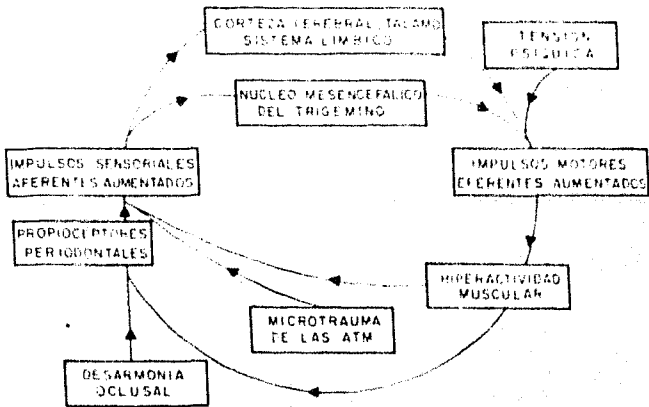 CORTEZA CEREBRAL, TALAMO
SISTEMA LIMBICO
TENSION
PSIQUICA
NUCLEO MESENCEFALICO
DEL TRIGEMINO
IMPULSOS SENSORIALES
AFERENTES AUMENTADOS
IMPULSOS MOTORES
EFERENTES AUMENTADOS
PROPIOCEPTORES
PERIODONTALES
HIPERACTIVIDAD
MUSCULAR
MICROTRAUMA
DE LAS ATM
DESARMONIA
OCLUSAL